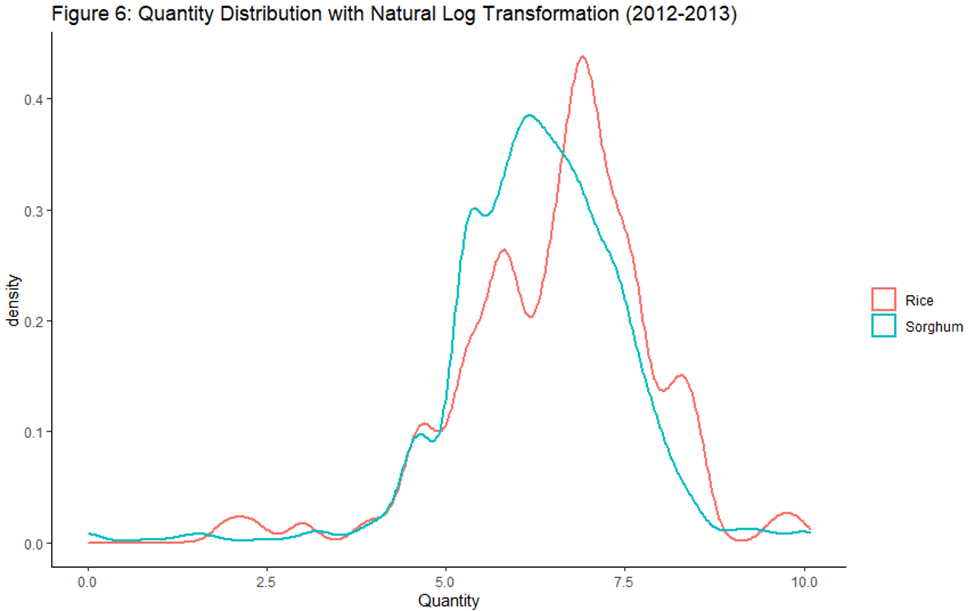 Figure 6: Quantity Distribution with Natural Log Transformation (2012-2013)
0.4
0.3
0.2
0.1
0.0
density
0.0 2.5 5.0 7.5 10.0
Quantity
Rice
Sorghum